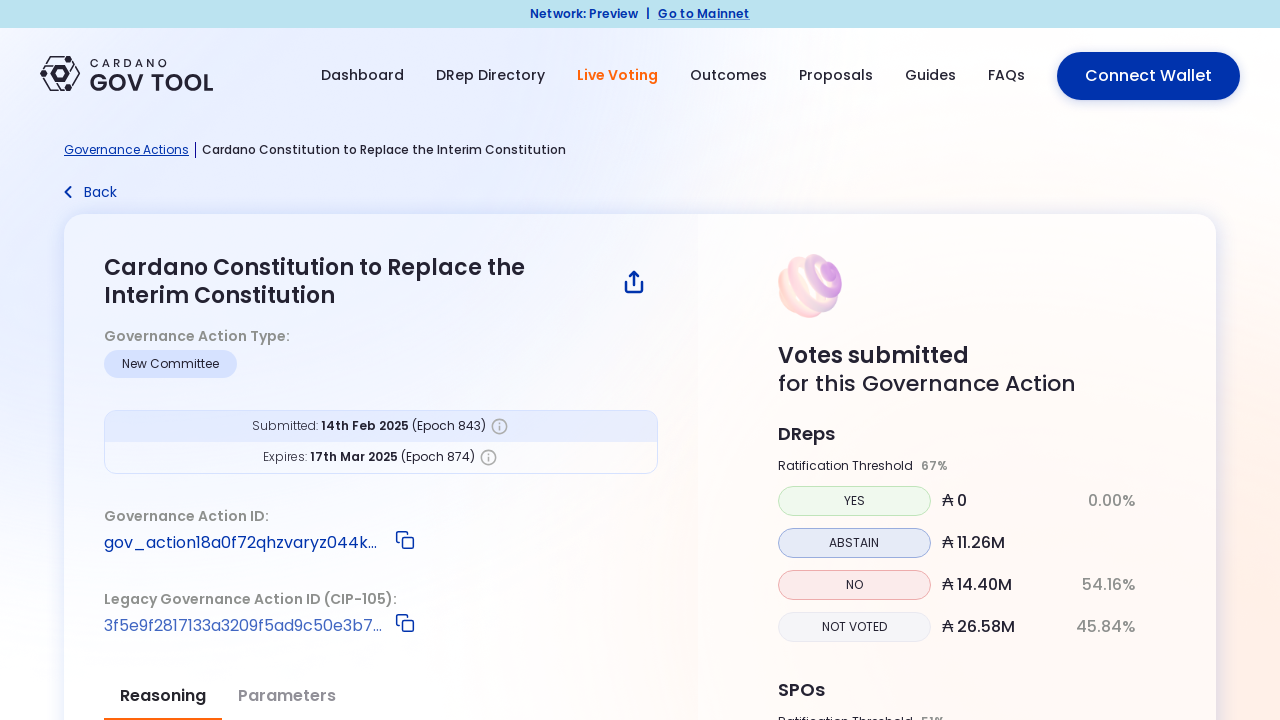 Network: Preview | Go to Mainnet
CARDANO
GOV TOOL
Dashboard DRep Directory Live Voting Outcomes Proposals Guides FAQs Connect Wallet
Governance Actions | Cardano Constitution to Replace the Interim Constitution
Back
Cardano Constitution to Replace the
Interim Constitution
Governance Action Type:
New Committee
Submitted: 14th Feb 2025 (Epoch 843)
Expires: 17th Mar 2025 (Epoch 874)
Governance Action ID:
gov_action18a0f72qhzvaryz044k...
Legacy Governance Action ID (CIP-105):
3f5e9f2817133a3209f5ad9c50e3b7...
Reasoning Parameters
Votes submitted
for this Governance Action
DReps
Ratification Threshold 67%
YES ₳ 0 0.00%
ABSTAIN ₳ 11.26M
NO ₳ 14.40M 54.16%
NOT VOTED ₳ 26.58M 45.84%
SPOs
Ratification Threshold 51%